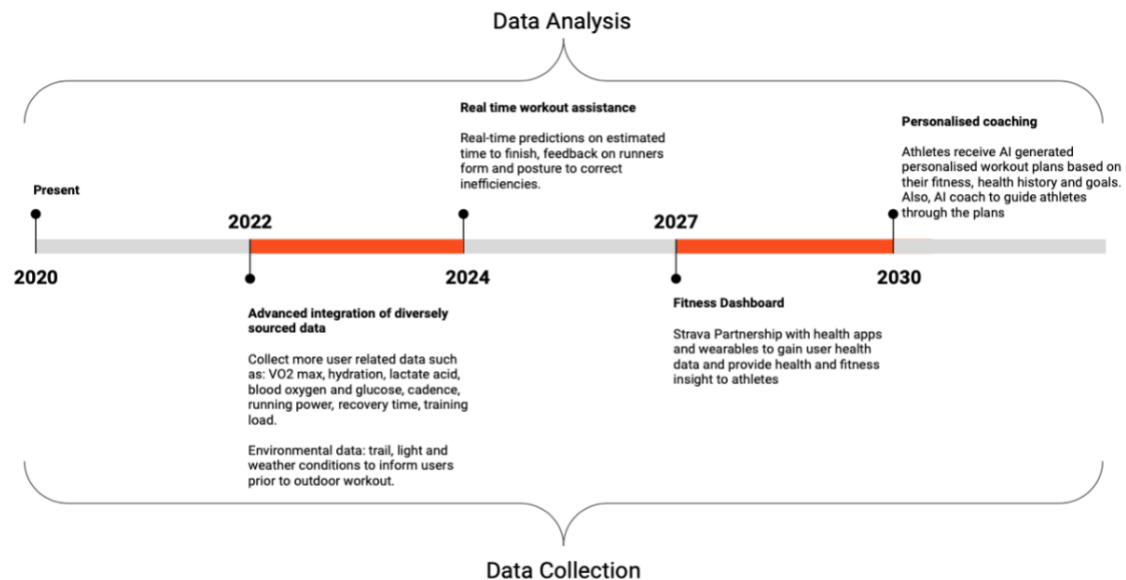 Data Analysis
Real time workout assistance
Real-time predictions on estimated
time to finish, feedback on runners
form and posture to correct
inefficiencies.
Personalised coaching
Athletes receive AI generated
personalised workout plans based on
their fitness, health history and goals.
Also, AI coach to guide athletes
through the plans
Present
2022
2027
2020
2024
2030
Advanced integration of diversely
sourced data
Collect more user related data such
as: VO2 max, hydration, lactate acid,
blood oxygen and glucose, cadence,
running power, recovery time, training
load.
Environmental data: trail, light and
weather conditions to inform users
prior to outdoor workout.
Fitness Dashboard
Strava Partnership with health apps
and wearables to gain user health
data and provide health and fitness
insight to athletes
Data Collection